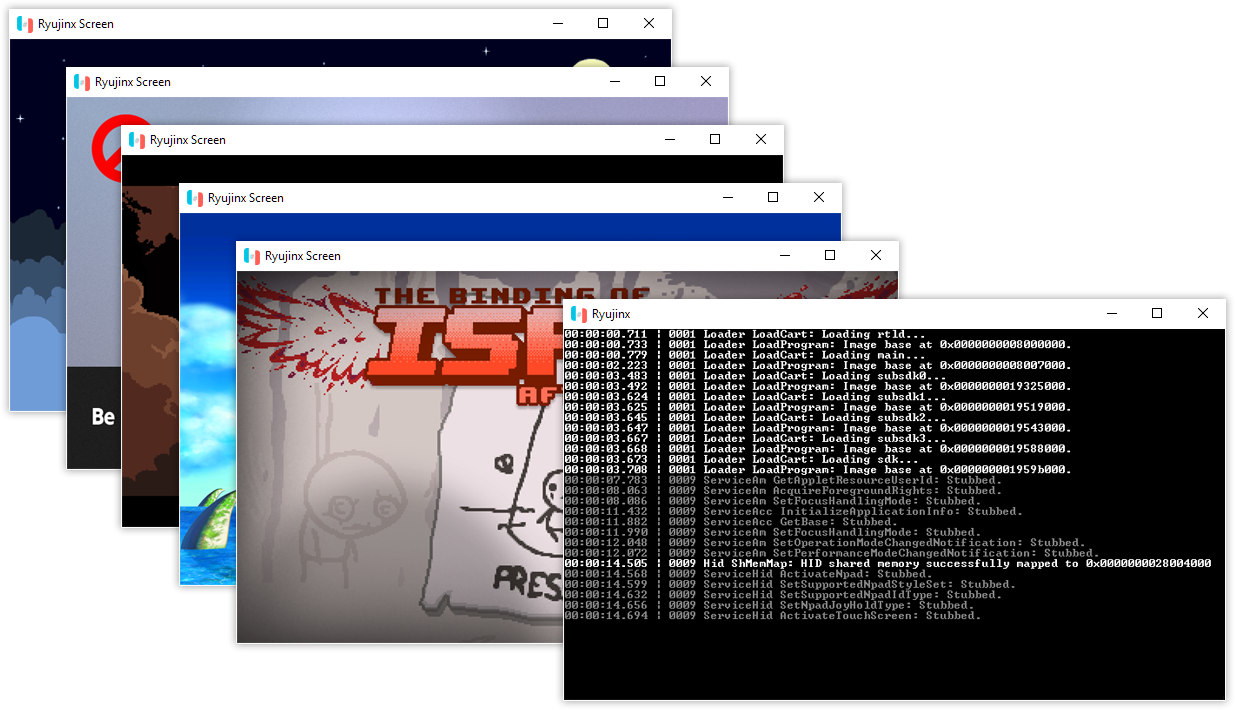 Ryujinx Screen
Ryujinx Screen
Ryujinx Screen
Ryujinx Screen
Ryujinx Screen
Be
THE BINDING OF
IS
AF
PRES
Ryujinx
00:00:00.711 | 0001 Loader LoadCart: Loading rtld...
00:00:00.733 | 0001 Loader LoadProgram: Image base at 0x0000000008000000.
00:00:00.779 | 0001 Loader LoadCart: Loading main...
00:00:02.223 | 0001 Loader LoadProgram: Image base at 0x0000000008007000.
00:00:03.483 | 0001 Loader LoadCart: Loading subsdk0...
00:00:03.492 | 0001 Loader LoadProgram: Image base at 0x0000000019325000.
00:00:03.624 | 0001 Loader LoadCart: Loading subsdk1...
00:00:03.625 | 0001 Loader LoadProgram: Image base at 0x0000000019519000.
00:00:03.645 | 0001 Loader LoadCart: Loading subsdk2...
00:00:03.647 | 0001 Loader LoadProgram: Image base at 0x0000000019543000.
00:00:03.667 | 0001 Loader LoadCart: Loading subsdk3...
00:00:03.668 | 0001 Loader LoadProgram: Image base at 0x0000000019588000.
00:00:03.673 | 0001 Loader LoadCart: Loading sdk...
00:00:03.708 | 0001 Loader LoadProgram: Image base at 0x000000001959b000.
00:00:07.783 | 0009 ServiceAm GetAppletResourceUserId: Stubbed.
00:00:08.063 | 0009 ServiceAm AcquireForegroundRights: Stubbed.
00:00:08.086 | 0009 ServiceAm SetFocusHandlingMode: Stubbed.
00:00:11.432 | 0009 ServiceAcc InitializeApplicationInfo: Stubbed.
00:00:11.882 | 0009 ServiceAcc GetBase: Stubbed.
00:00:11.990 | 0009 ServiceAm SetFocusHandlingMode: Stubbed.
00:00:12.048 | 0009 ServiceAm SetOperationModeChangedNotification: Stubbed.
00:00:12.072 | 0009 ServiceAm SetPerformanceModeChangedNotification: Stubbed.
00:00:14.505 | 0009 Hid ShMemMap: HID shared memory successfully mapped to 0x0000000028004000
00:00:14.568 | 0009 ServiceHid ActivateNpad: Stubbed.
00:00:14.599 | 0009 ServiceHid SetSupportedNpadStyleSet: Stubbed.
00:00:14.632 | 0009 ServiceHid SetSupportedNpadIdType: Stubbed.
00:00:14.656 | 0009 ServiceHid SetNpadJoyHoldType: Stubbed.
00:00:14.694 | 0009 ServiceHid ActivateTouchScreen: Stubbed.